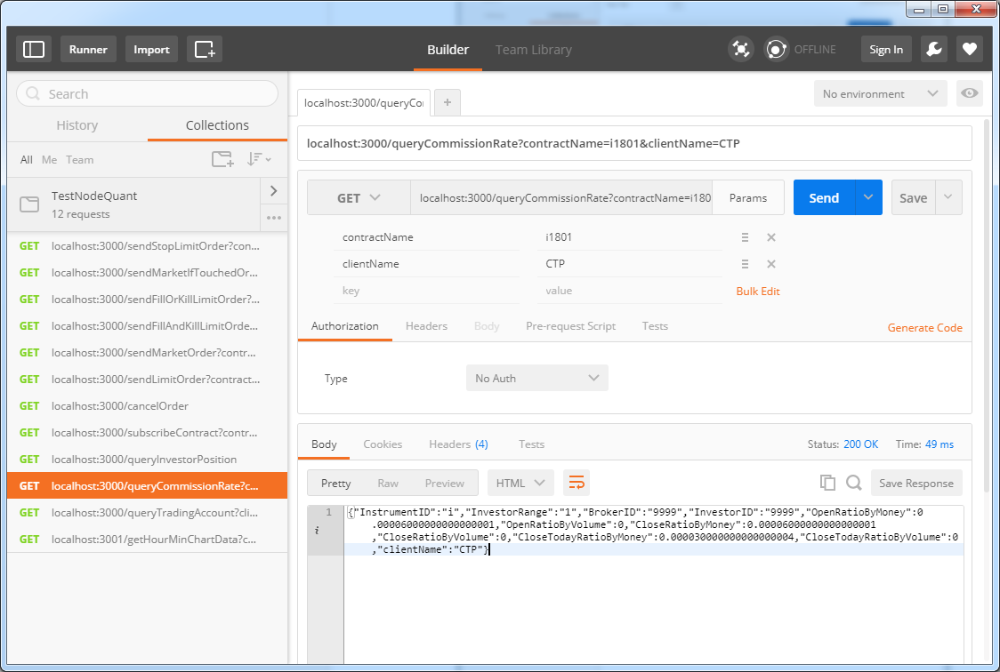 Runner
Import
Builder
Team Library
OFFLINE
Sign In
Search
History
Collections
All Me Team
TestNodeQuant
12 requests
GET localhost:3000/sendStopLimitOrder?con...
GET localhost:3000/sendMarketIfTouchedOr...
GET localhost:3000/sendFillOrKillLimitOrder?...
GET localhost:3000/sendFillAndKillLimitOrde...
GET localhost:3000/sendMarketOrder?contr...
GET localhost:3000/sendLimitOrder?contract...
GET localhost:3000/cancelOrder
GET localhost:3000/subscribeContract?contr...
GET localhost:3000/queryInvestorPosition
GET localhost:3000/queryCommissionRate?c...
GET localhost:3000/queryTradingAccount?cli...
GET localhost:3001/getHourMinChartData?c...
localhost:3000/queryCo
+
No environment
localhost:3000/queryCommissionRate?contractName=i1801&clientName=CTP
GET localhost:3000/queryCommissionRate?contractName=i180 Params Send Save
contractName i1801
clientName CTP
key value Bulk Edit
Authorization Headers Body Pre-request Script Tests Generate Code
Type No Auth
Body Cookies Headers (4) Tests Status: 200 OK Time: 49 ms
Pretty Raw Preview HTML Save Response
1 {"InstrumentID":"i","InvestorRange":"1","BrokerID":"9999","InvestorID":"9999","OpenRatioByMoney":0
i .00006000000000000001,"OpenRatioByVolume":0,"CloseRatioByMoney":0.00006000000000000001
,"CloseRatioByVolume":0,"CloseTodayRatioByMoney":0.000030000000000000004,"CloseTodayRatioByVolume":0
,"clientName":"CTP"}